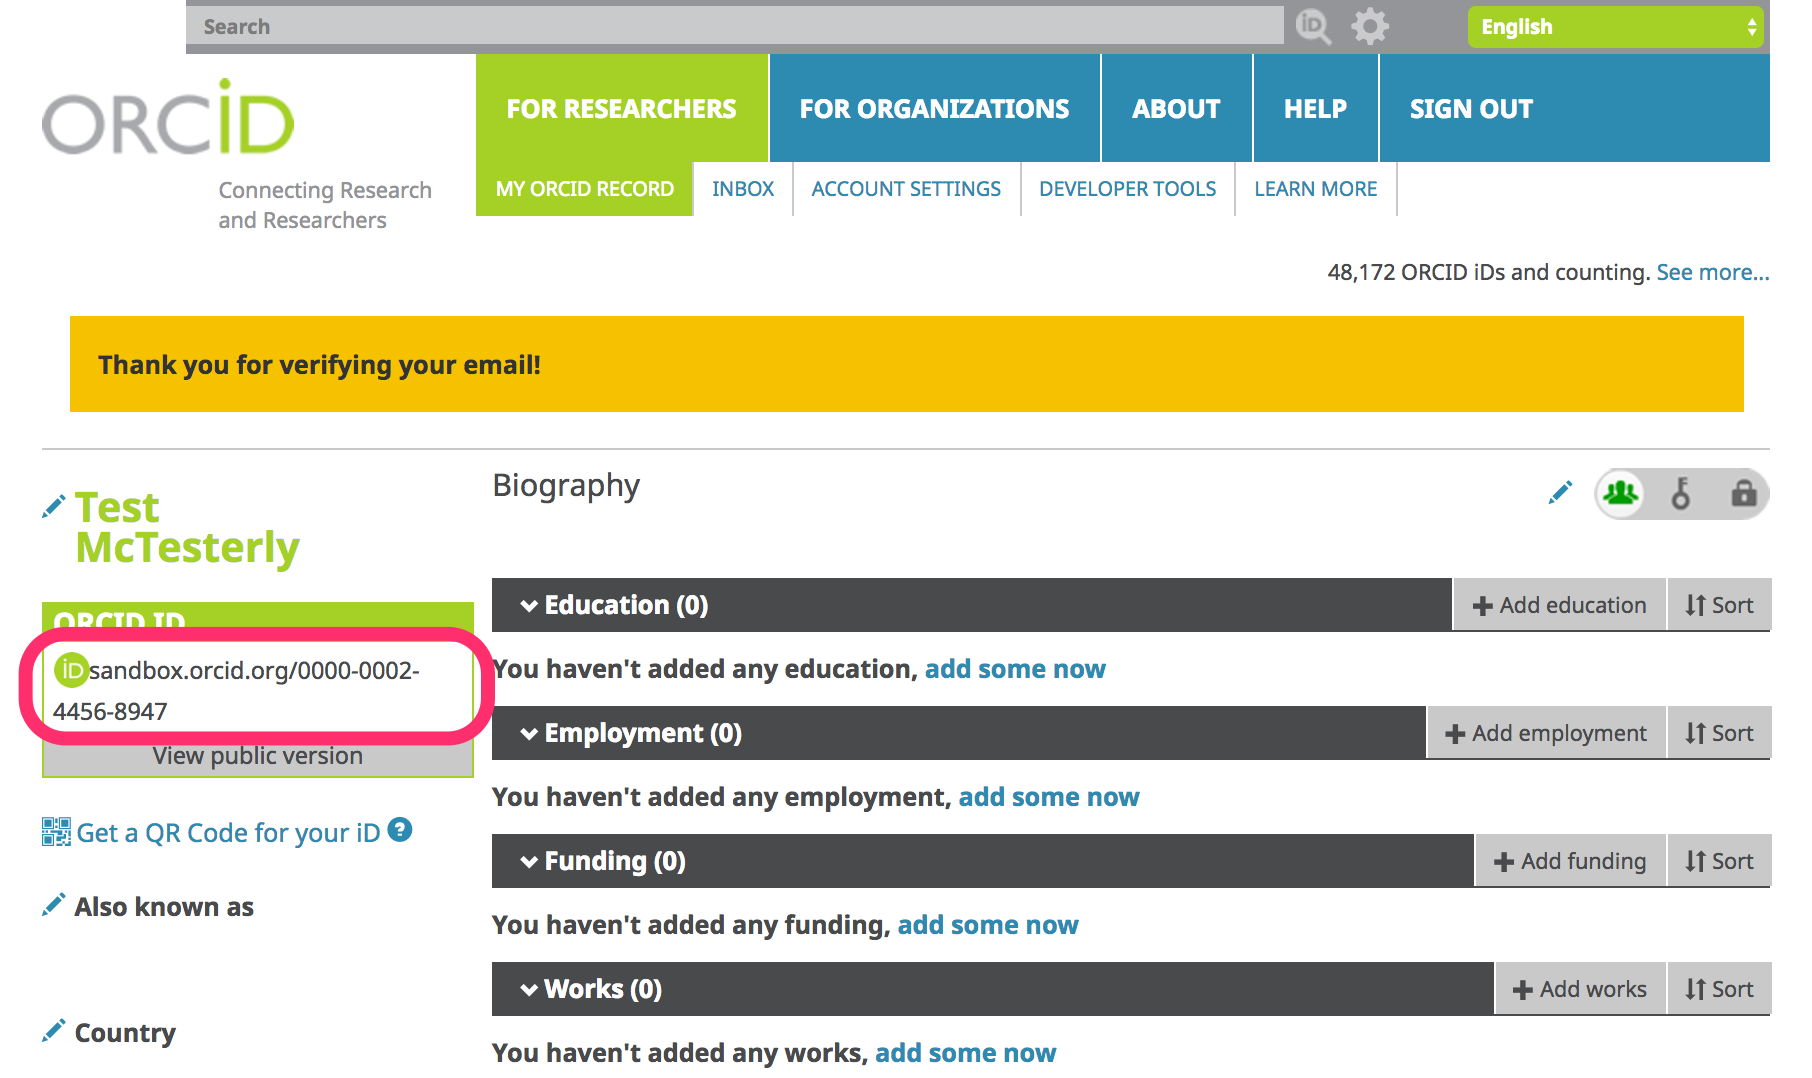 Search
English
ORCID
Connecting Research
and Researchers
FOR RESEARCHERS
FOR ORGANIZATIONS
ABOUT
HELP
SIGN OUT
MY ORCID RECORD
INBOX
ACCOUNT SETTINGS
DEVELOPER TOOLS
LEARN MORE
48,172 ORCID iDs and counting. See more...
Thank you for verifying your email!
Test
McTesterly
ORCID ID
iD sandbox.orcid.org/0000-0002-
4456-8947
View public version
Get a QR Code for your iD ?
Also known as
Country
Biography
Education (0)
Add education
Sort
You haven't added any education, add some now
Employment (0)
Add employment
Sort
You haven't added any employment, add some now
Funding (0)
Add funding
Sort
You haven't added any funding, add some now
Works (0)
Add works
Sort
You haven't added any works, add some now